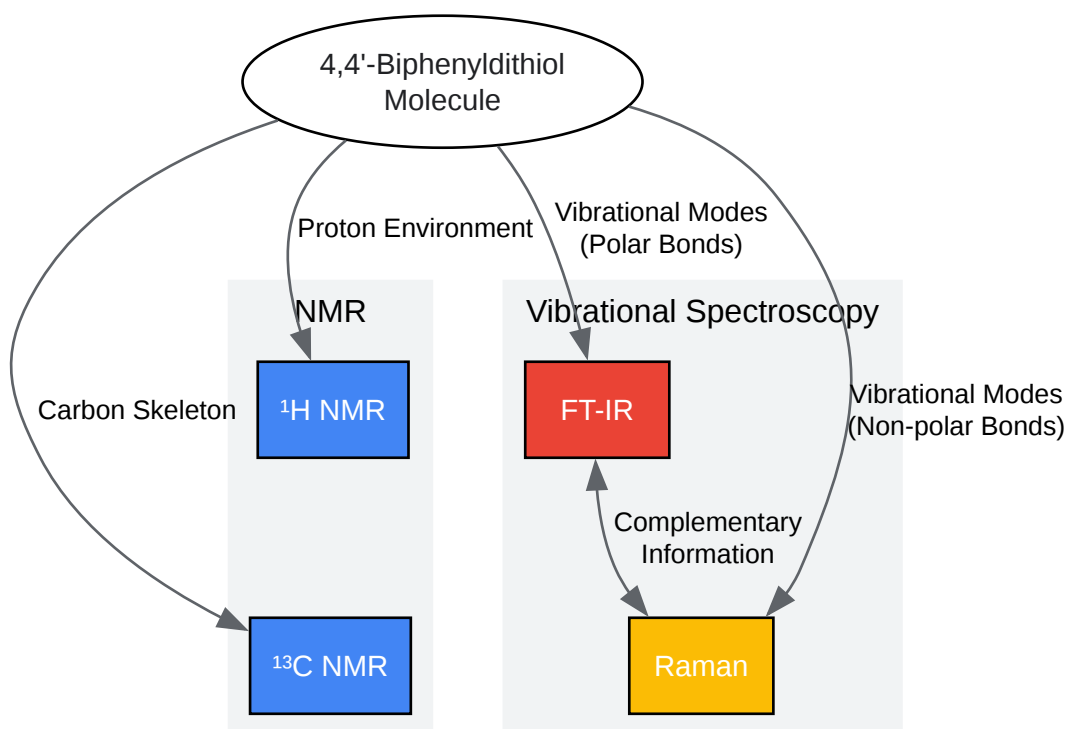 4,4'-Biphenyldithiol
Molecule
Proton Environment
Vibrational Modes
(Polar Bonds)
NMR
Vibrational Spectroscopy
¹H NMR
FT-IR
Carbon Skeleton
Vibrational Modes
(Non-polar Bonds)
Complementary
Information
¹³C NMR
Raman